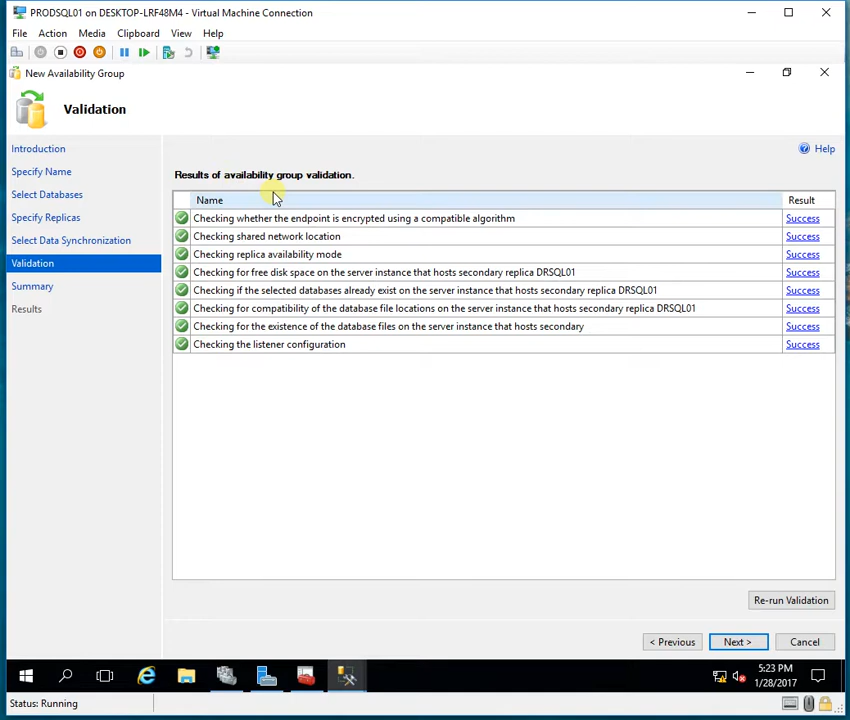 PRODSQL01 on DESKTOP-LRF48M4 - Virtual Machine Connection
File Action Media Clipboard View Help
New Availability Group
Validation
Introduction
Specify Name
Select Databases
Specify Replicas
Select Data Synchronization
Validation
Summary
Results
Help
Results of availability group validation.
Name Result
Checking whether the endpoint is encrypted using a compatible algorithm Success
Checking shared network location Success
Checking replica availability mode Success
Checking for free disk space on the server instance that hosts secondary replica DRSQL01 Success
Checking if the selected databases already exist on the server instance that hosts secondary replica DRSQL01 Success
Checking for compatibility of the database file locations on the server instance that hosts secondary replica DRSQL01 Success
Checking for the existence of the database files on the server instance that hosts secondary Success
Checking the listener configuration Success
Re-run Validation
< Previous Next > Cancel
5:23 PM
1/28/2017
Status: Running